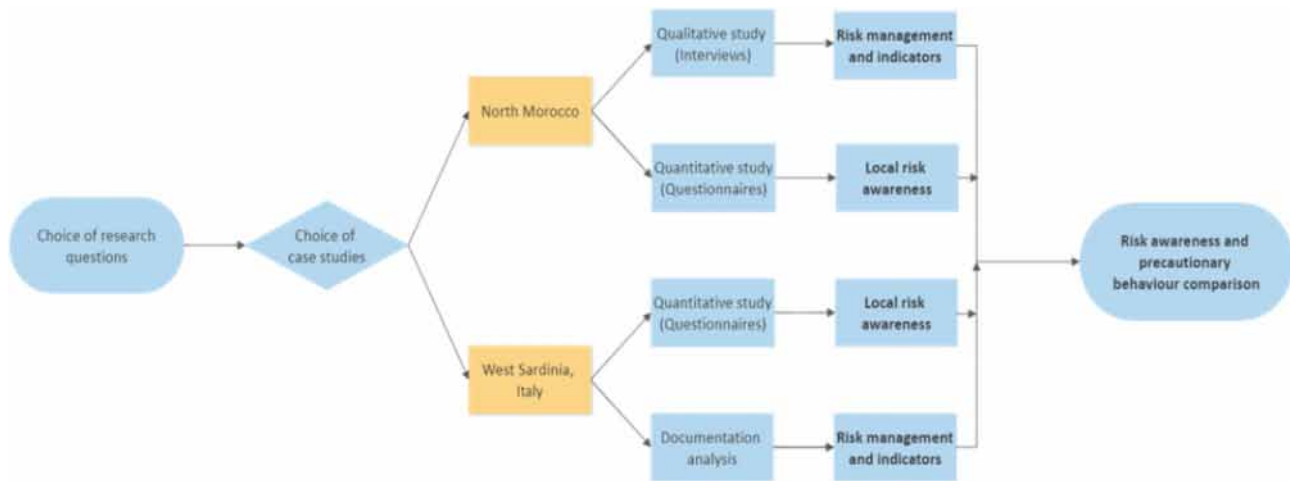 Choice of research
questions
Choice of
case studies
North Morocco
West Sardinia,
Italy
Qualitative study
(Interviews)
Risk management
and indicators
Quantitative study
(Questionnaires)
Local risk
awareness
Quantitative study
(Questionnaires)
Local risk
awareness
Documentation
analysis
Risk management
and indicators
Risk awareness and
precautionary
behaviour comparison